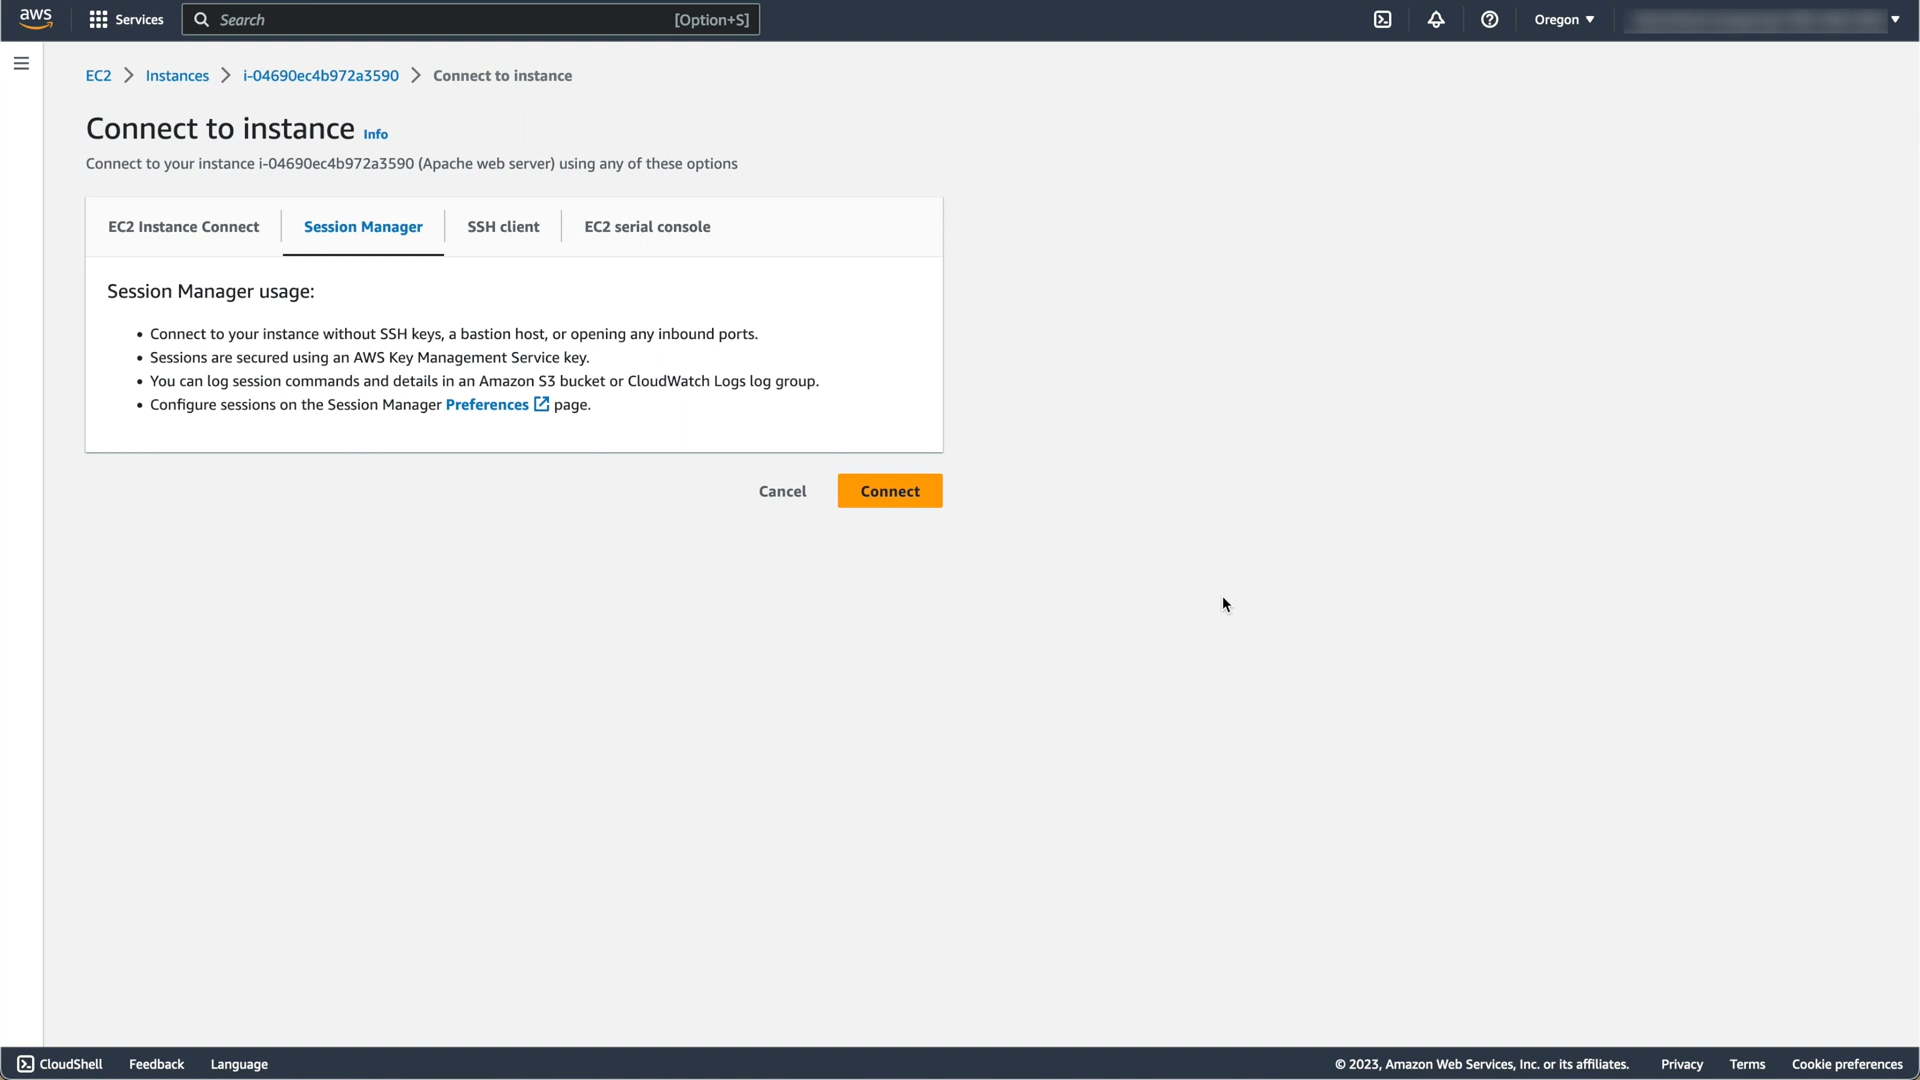 aws
Services
Search
[Option+S]
Oregon
EC2 Instances i-04690ec4b972a3590 Connect to instance
Connect to instance Info
Connect to your instance i-04690ec4b972a3590 (Apache web server) using any of these options
EC2 Instance Connect
Session Manager
SSH client
EC2 serial console
Session Manager usage:
• Connect to your instance without SSH keys, a bastion host, or opening any inbound ports.
• Sessions are secured using an AWS Key Management Service key.
• You can log session commands and details in an Amazon S3 bucket or CloudWatch Logs log group.
• Configure sessions on the Session Manager Preferences page.
Cancel
Connect
CloudShell
Feedback
Language
© 2023, Amazon Web Services, Inc. or its affiliates.
Privacy
Terms
Cookie preferences